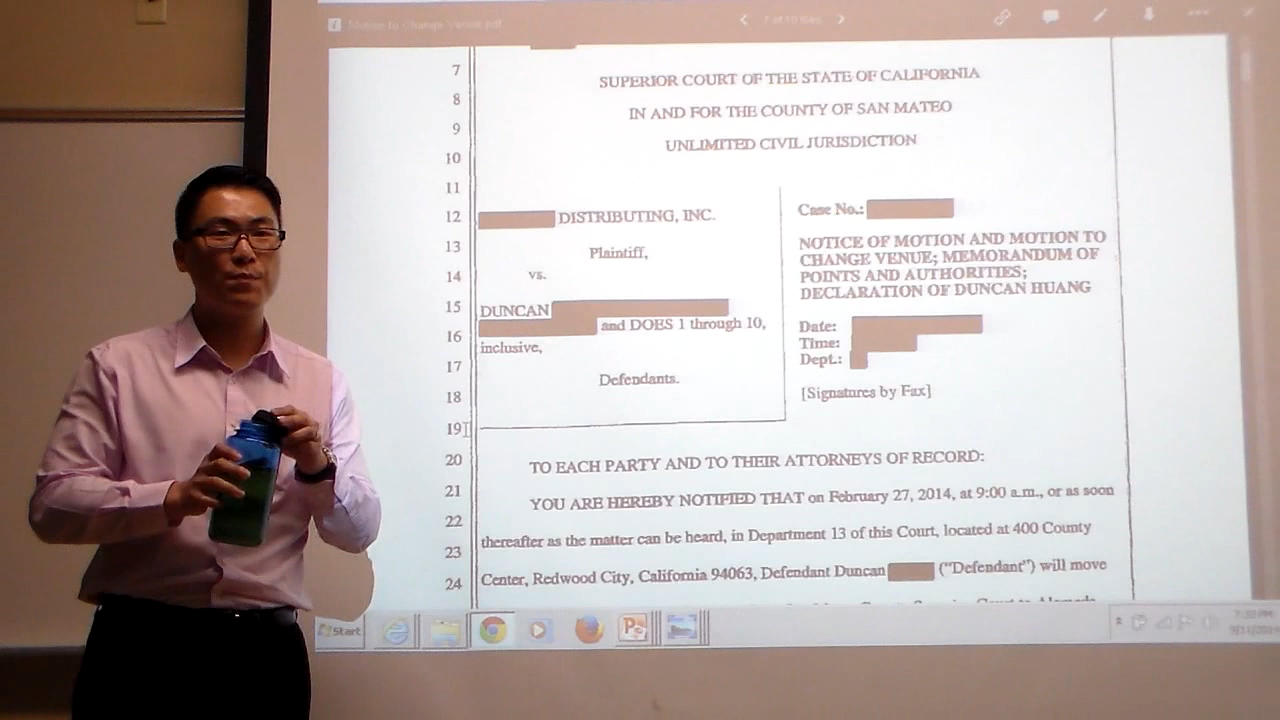 Motion to Change Venue.pdf
7
SUPERIOR COURT OF THE STATE OF CALIFORNIA
8
IN AND FOR THE COUNTY OF SAN MATEO
9
UNLIMITED CIVIL JURISDICTION
10
11
12 DISTRIBUTING, INC. Case No.:
13 Plaintiff, NOTICE OF MOTION AND MOTION TO
CHANGE VENUE; MEMORANDUM OF
14 vs. POINTS AND AUTHORITIES;
DECLARATION OF DUNCAN HUANG
15 DUNCAN
16 and DOES 1 through 10, Date:
inclusive, Time:
17 Dept.:
Defendants.
18 [Signatures by Fax]
19
20 TO EACH PARTY AND TO THEIR ATTORNEYS OF RECORD:
21 YOU ARE HEREBY NOTIFIED THAT on February 27, 2014, at 9:00 a.m., or as soon
22
thereafter as the matter can be heard, in Department 13 of this Court, located at 400 County
23
24 Center, Redwood City, California 94063, Defendant Duncan ("Defendant") will move
Start